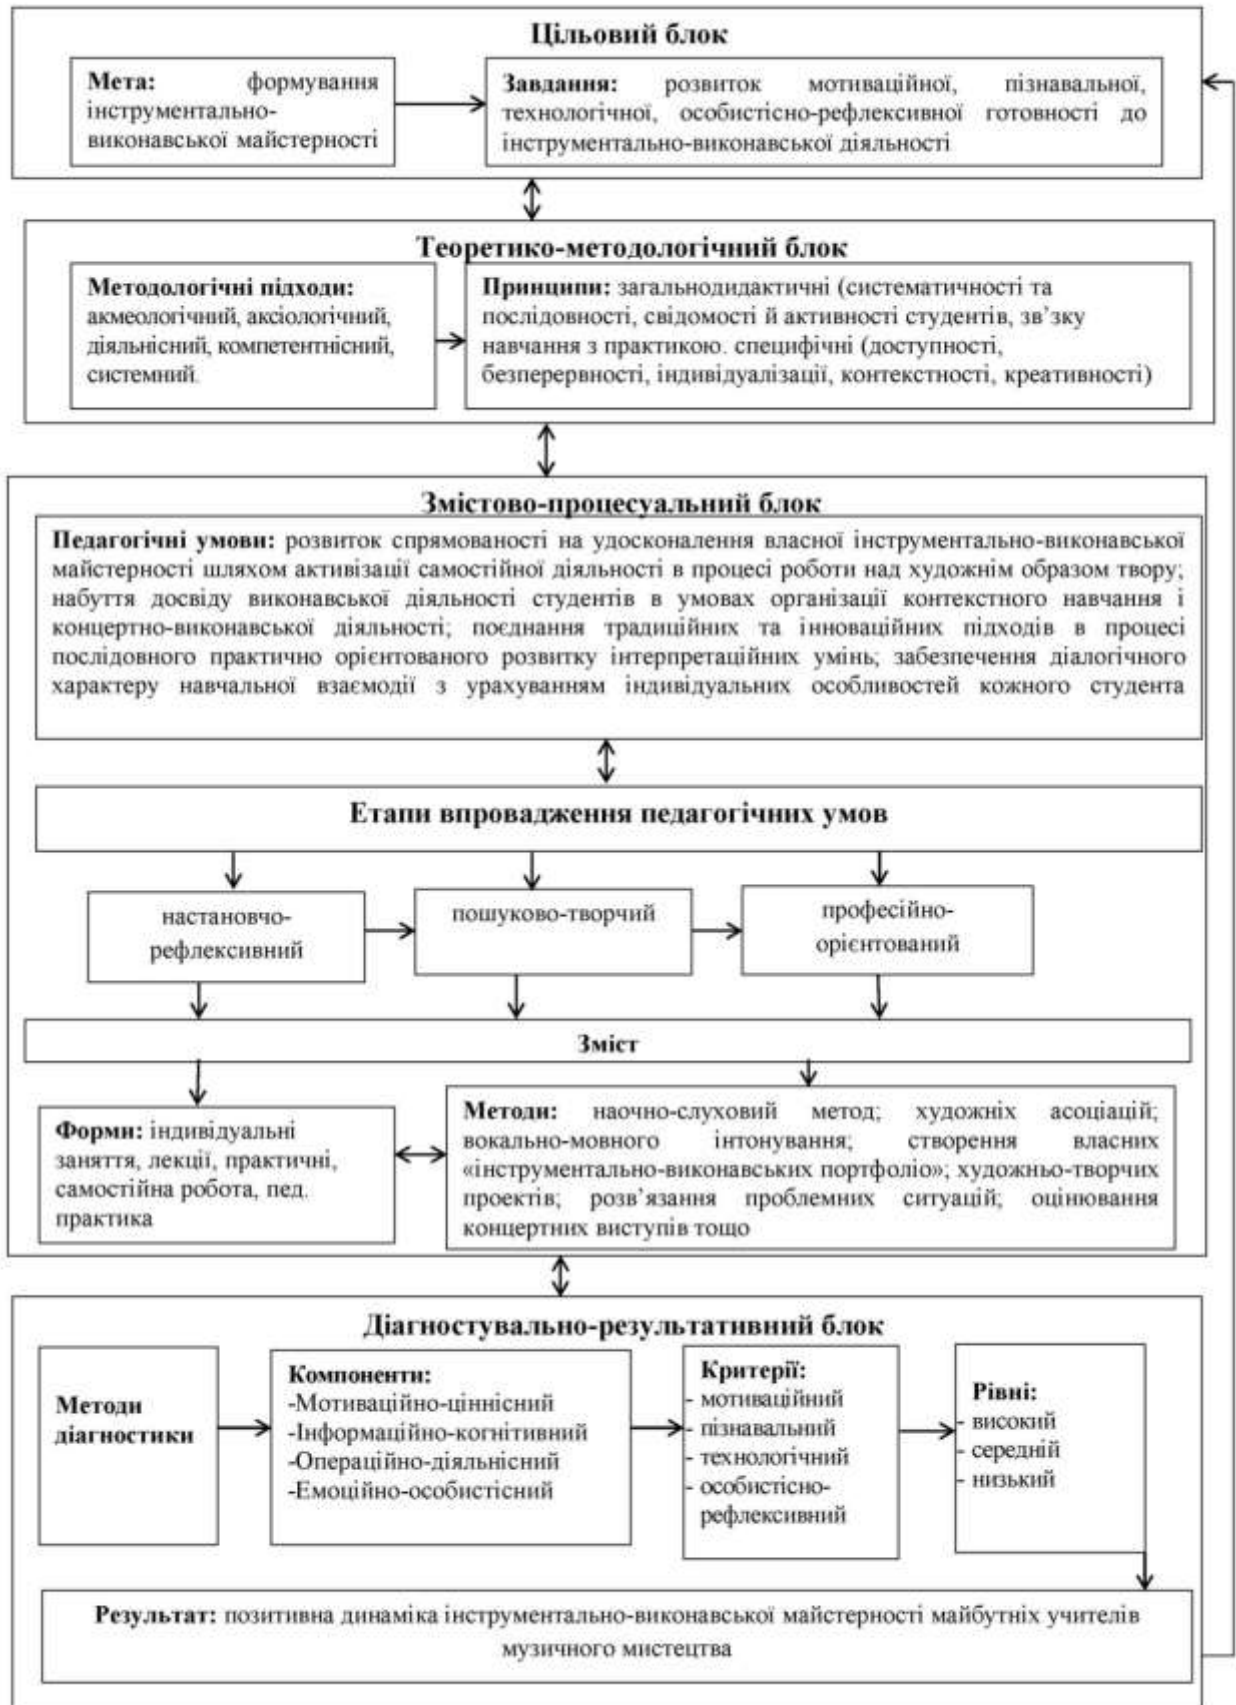 Цільовий блок
Мета: формування
інструментально-
виконавської майстерності
Завдання: розвиток мотиваційної, пізнавальної,
технологічної, особистісно-рефлексивної готовності до
інструментально-виконавської діяльності
Теоретико-методологічний блок
Методологічні підходи:
акмеологічний, аксіологічний,
діяльнісний, компетентнісний,
системний.
Принципи: загальнодидактичні (систематичності та
послідовності, свідомості й активності студентів, зв’зку
навчання з практикою. специфічні (доступності,
безперервності, індивідуалізації, контекстності, креативності)
Змістово-процесуальний блок
Педагогічні умови: розвиток спрямованості на удосконалення власної інструментально-виконавської
майстерності шляхом активізації самостійної діяльності в процесі роботи над художнім образом твору;
набуття досвіду виконавської діяльності студентів в умовах організації контекстного навчання і
концертно-виконавської діяльності; поєднання традиційних та інноваційних підходів в процесі
послідовного практично орієнтованого розвитку інтерпретаційних умінь; забезпечення діалогічного
характеру навчальної взаємодії з урахуванням індивідуальних особливостей кожного студента
Етапи впровадження педагогічних умов
настановчо-
рефлексивний
пошуково-творчий
професійно-
орієнтований
Зміст
Форми: індивідуальні
заняття, лекції, практичні,
самостійна робота, пед.
практика
Методи: наочно-слуховий метод; художніх асоціацій;
вокально-мовного інтонування; створення власних
«інструментально-виконавських портфоліо»; художньо-творчих
проектів; розв’язання проблемних ситуацій; оцінювання
концертних виступів тощо
Діагностувально-результативний блок
Методи
діагностики
Компоненти:
-Мотиваційно-ціннісний
-Інформаційно-когнітивний
-Операційно-діяльнісний
-Емоційно-особистісний
Критерії:
- мотиваційний
- пізнавальний
- технологічний
- особистісно-
рефлексивний
Рівні:
- високий
- середній
- низький
Результат: позитивна динаміка інструментально-виконавської майстерності майбутніх учителів
музичного мистецтва